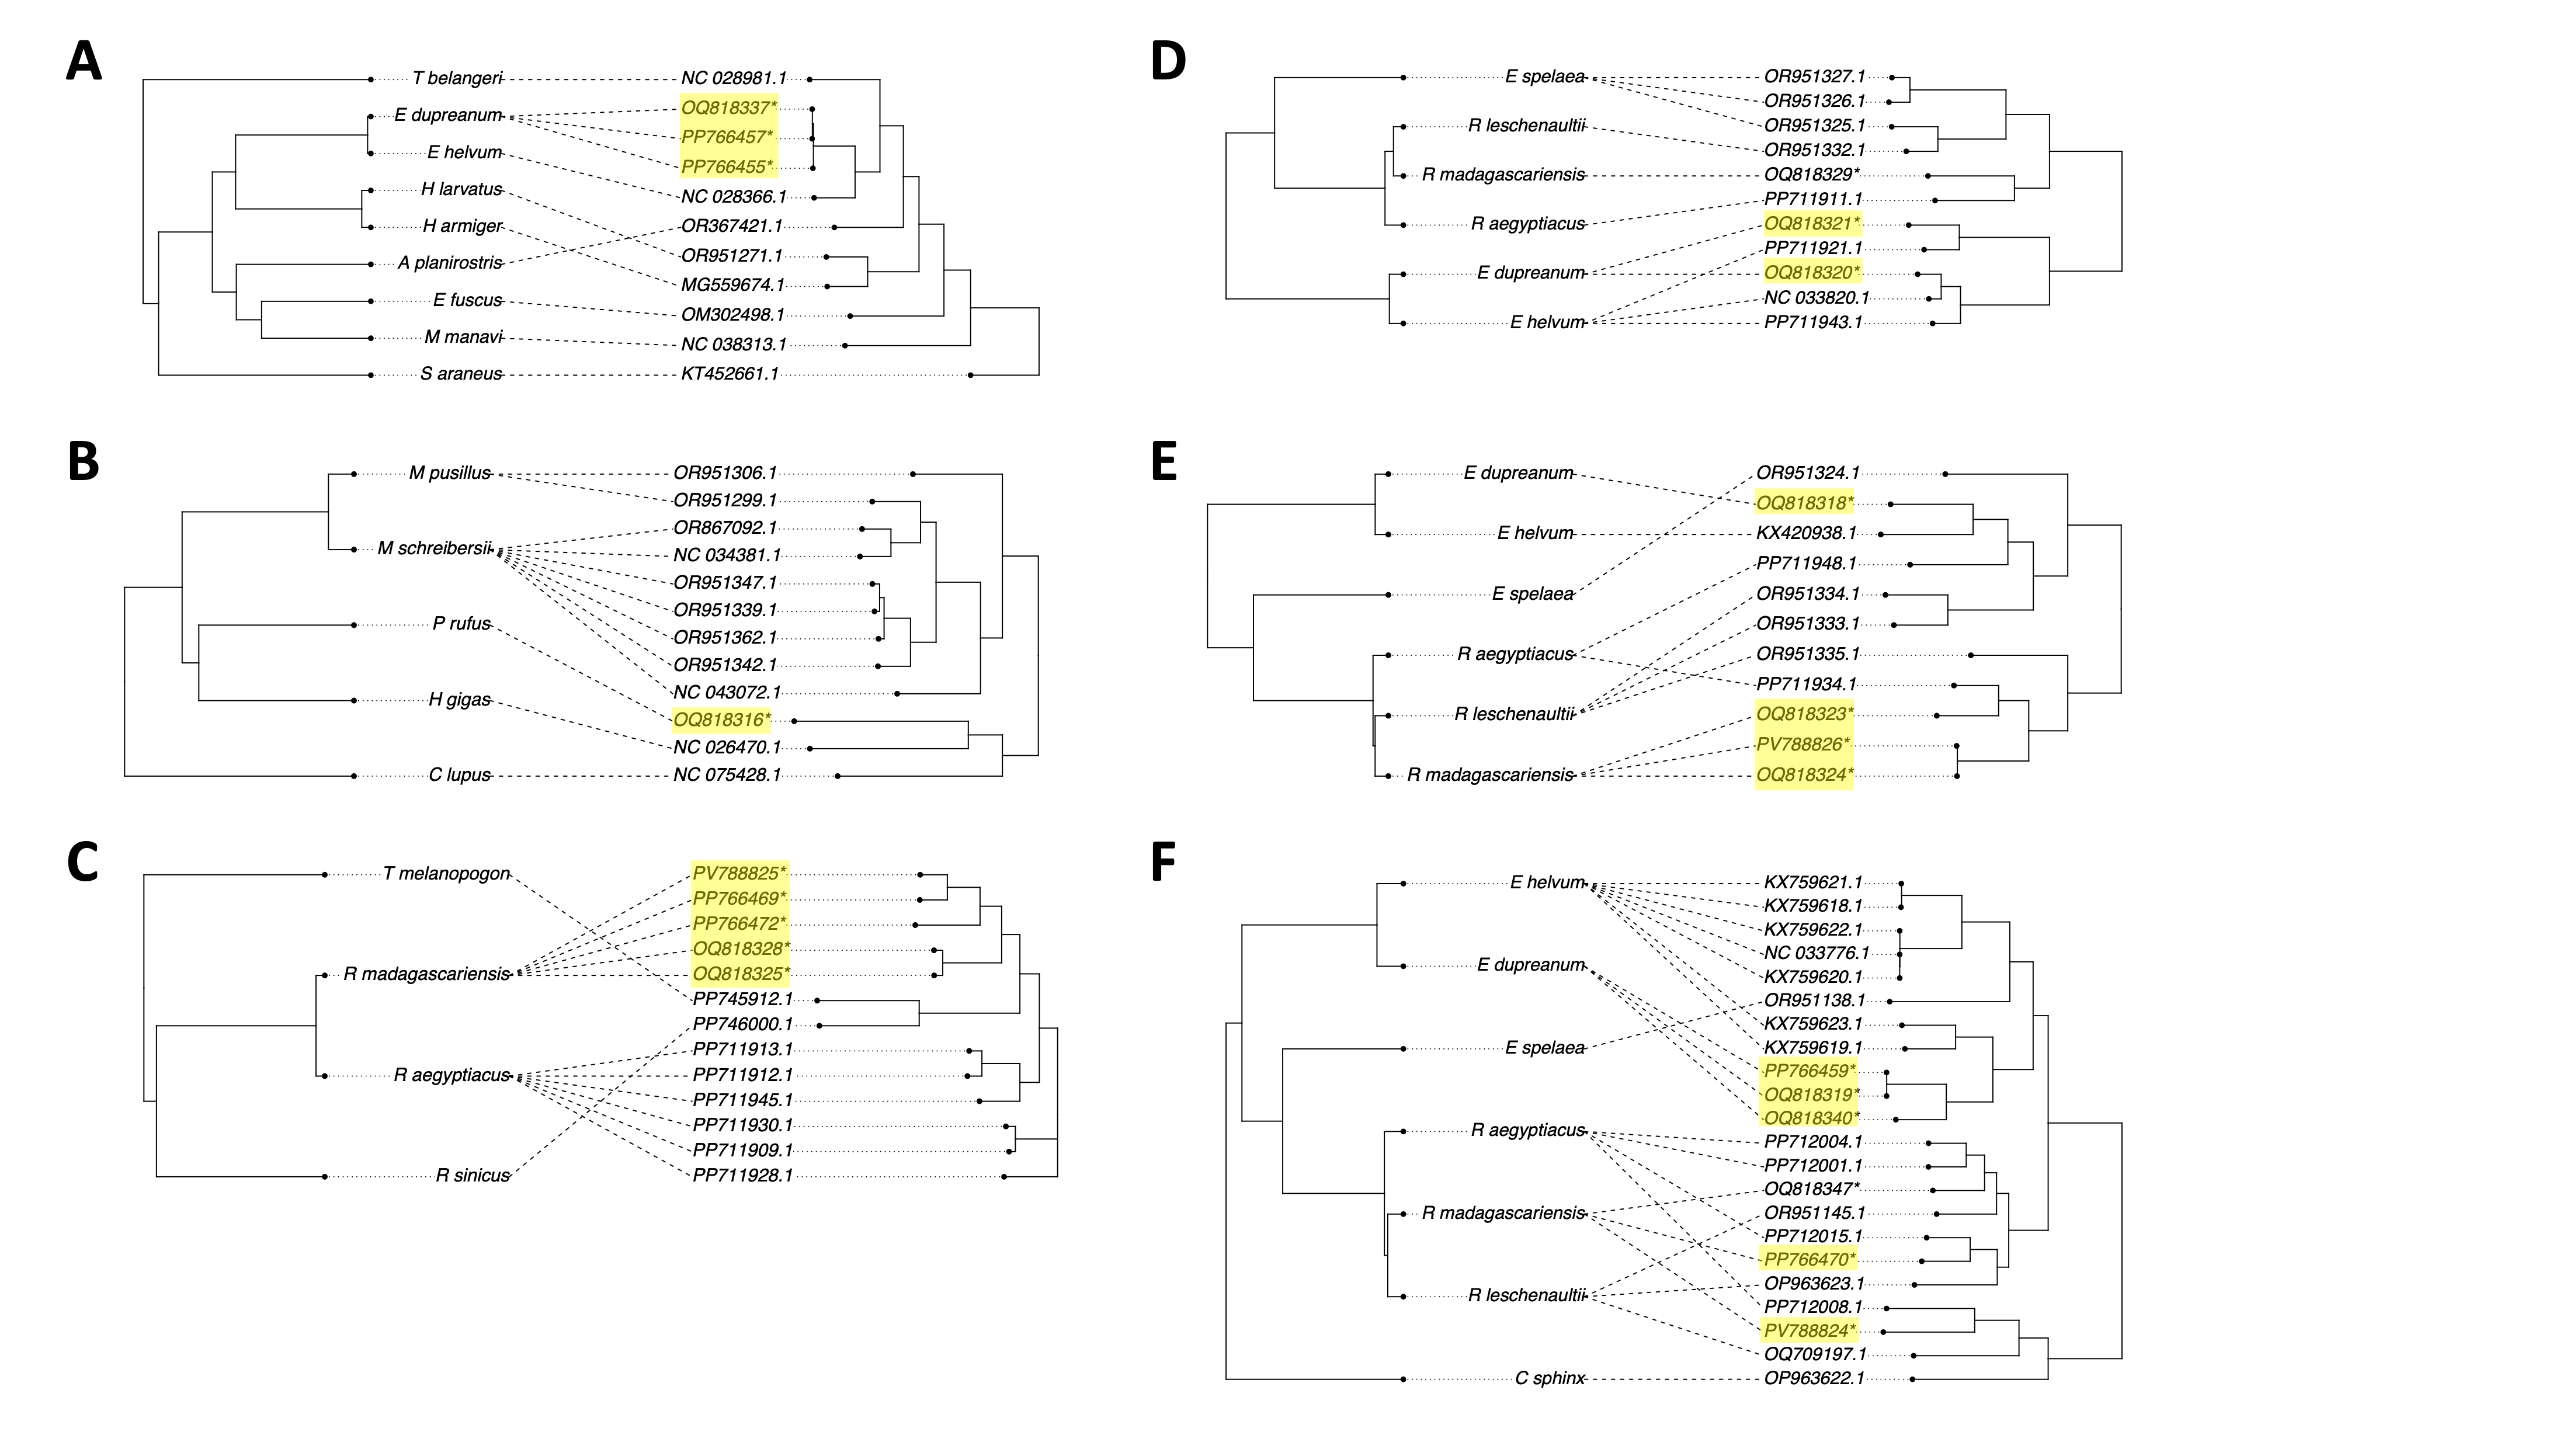 A
T belangeri
E dupreanum
E helvum
H larvatus
H armiger
A planirostris
E fuscus
M manavi
S araneus
NC 028981.1
OQ818337*
PP766457*
PP766455*
NC 028366.1
OR367421.1
OR951271.1
MG559674.1
OM302498.1
NC 038313.1
KT452661.1
B
M pusillus
M schreibersii
P rufus
H gigas
C lupus
OR951306.1
OR951299.1
OR867092.1
NC 034381.1
OR951347.1
OR951339.1
OR951362.1
OR951342.1
NC 043072.1
OQ818316*
NC 026470.1
NC 075428.1
C
T melanopogon
R madagascariensis
R aegyptiacus
R sinicus
PV788825*
PP766469*
PP766472*
OQ818328*
OQ818325*
PP745912.1
PP746000.1
PP711913.1
PP711912.1
PP711945.1
PP711930.1
PP711909.1
PP711928.1
D
E spelaea
R leschenaultii
R madagascariensis
R aegyptiacus
E dupreanum
E helvum
OR951327.1
OR951326.1
OR951325.1
OR951332.1
OQ818329*
PP711911.1
OQ818321*
PP711921.1
OQ818320*
NC 033820.1
PP711943.1
E
E dupreanum
E helvum
E spelaea
R aegyptiacus
R leschenaultii
R madagascariensis
OR951324.1
OQ818318*
KX420938.1
PP711948.1
OR951334.1
OR951333.1
OR951335.1
PP711934.1
OQ818323*
PV788826*
OQ818324*
F
E helvum
E dupreanum
E spelaea
R aegyptiacus
R madagascariensis
R leschenaultii
C sphinx
KX759621.1
KX759618.1
KX759622.1
NC 033776.1
KX759620.1
OR951138.1
KX759623.1
KX759619.1
PP766459*
OQ818319*
OQ818340*
PP712004.1
PP712001.1
OQ818347*
OR951145.1
PP712015.1
PP766470*
OP963623.1
PP712008.1
PV788824*
OQ709197.1
OP963622.1